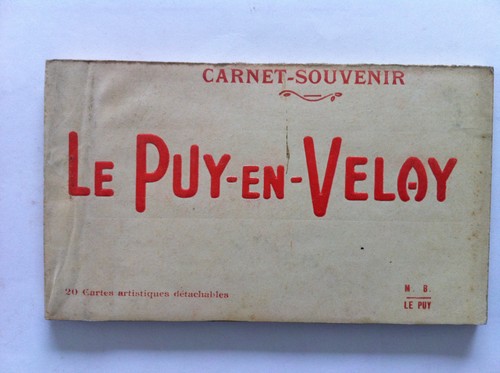 CARNET-SOUVENIR
LE PUY-EN-VELAY
20 Cartes artistiques détachables
M. B.
LE PUY